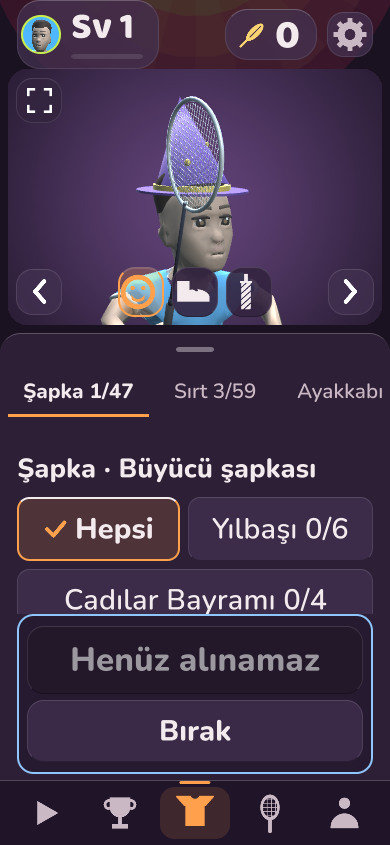 Sv 1
0
Şapka 1/47
Sırt 3/59
Ayakkabı
Şapka · Büyücü şapkası
Hepsi
Yılbaşı 0/6
Cadılar Bayramı 0/4
Henüz alınamaz
Bırak